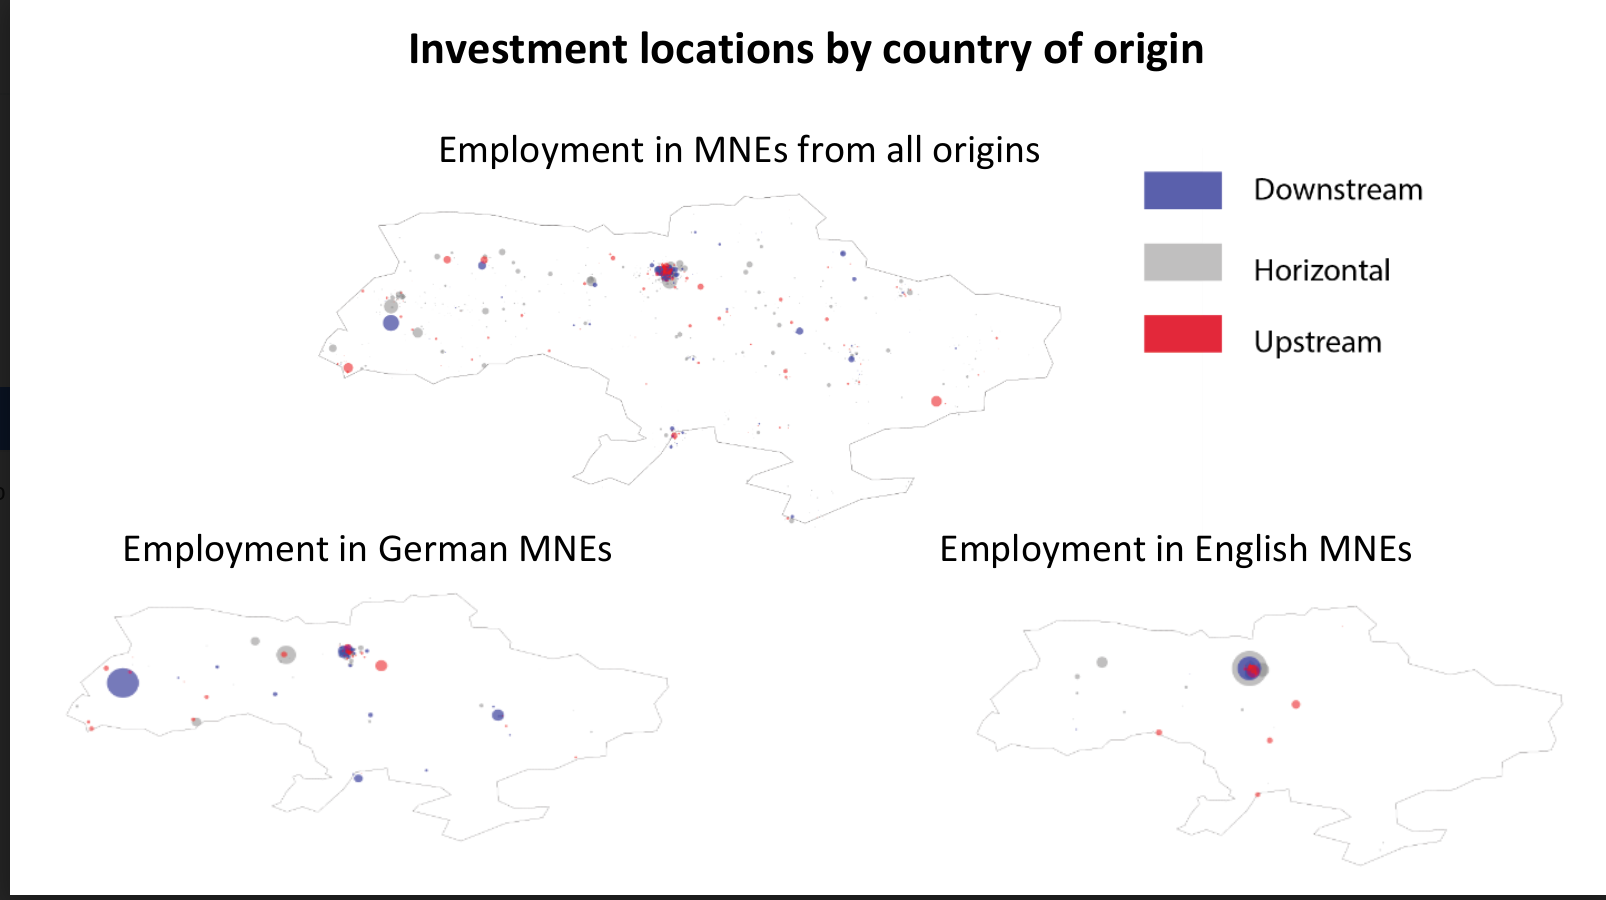 Investment locations by country of origin
Employment in MNEs from all origins
Downstream
Horizontal
Upstream
Employment in German MNEs
Employment in English MNEs